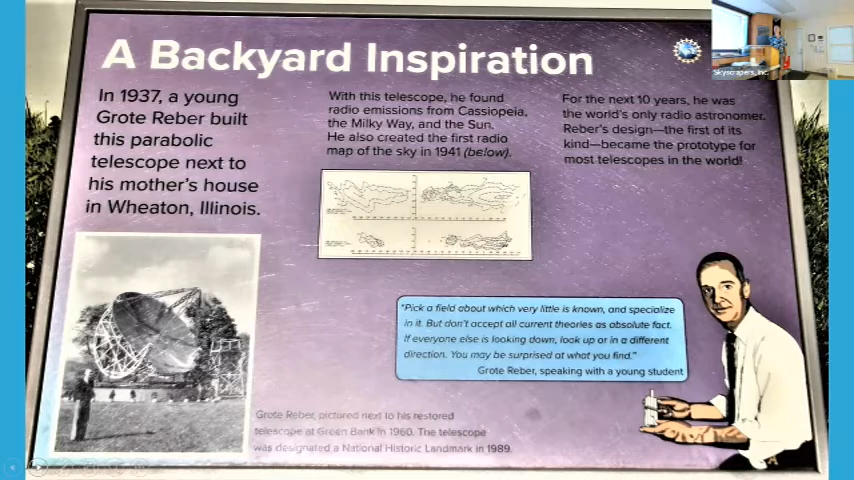 A Backyard Inspiration
In 1937, a young
Grote Reber built
this parabolic
telescope next to
his mother's house
in Wheaton, Illinois.
With this telescope, he found
radio emissions from Cassiopeia,
the Milky Way, and the Sun.
He also created the first radio
map of the sky in 1941 (below).
For the next 10 years, he was
the world's only radio astronomer.
Reber's design—the first of its
kind—became the prototype for
most telescopes in the world!
"Pick a field about which very little is known, and specialize
in it. But don't accept all current theories as absolute fact.
If everyone else is looking down, look up or in a different
direction. You may be surprised at what you find."
Grote Reber, speaking with a young student
Grote Reber, pictured next to his restored
telescope at Green Bank in 1960. The telescope
was designated a National Historic Landmark in 1989.
Skyscrapers, Inc.